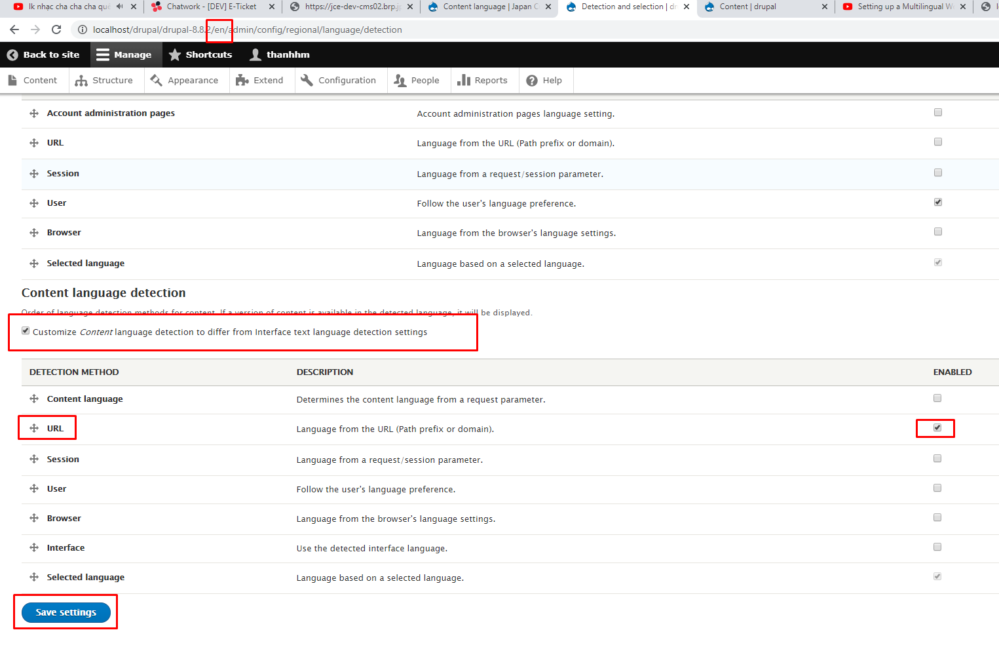 lk nhạc cha cha cha quê
Chatwork - [DEV] E-Ticket
https://jce-dev-cms02.brp.jp
Content language | Japan C
Detection and selection | dr
Content | drupal
Setting up a Multilingual We
localhost/drupal/drupal-8.8.2/en/admin/config/regional/language/detection
Back to site
Manage
Shortcuts
thanhhm
Content
Structure
Appearance
Extend
Configuration
People
Reports
Help
Account administration pages
Account administration pages language setting.
URL
Language from the URL (Path prefix or domain).
Session
Language from a request/session parameter.
User
Follow the user's language preference.
Browser
Language from the browser's language settings.
Selected language
Language based on a selected language.
Content language detection
Order of language detection methods for content. If a version of content is available in the detected language, it will be displayed.
Customize Content language detection to differ from Interface text language detection settings
DETECTION METHOD
DESCRIPTION
ENABLED
Content language
Determines the content language from a request parameter.
URL
Language from the URL (Path prefix or domain).
Session
Language from a request/session parameter.
User
Follow the user's language preference.
Browser
Language from the browser's language settings.
Interface
Use the detected interface language.
Selected language
Language based on a selected language.
Save settings